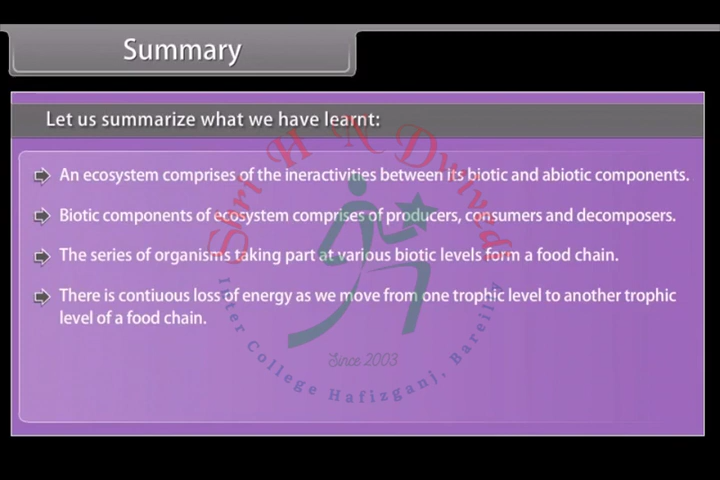 Summary
Let us summarize what we have learnt:
An ecosystem comprises of the ineractivities between its biotic and abiotic components.
Biotic components of ecosystem comprises of producers, consumers and decomposers.
The series of organisms taking part at various biotic levels form a food chain.
There is contiuous loss of energy as we move from one trophic level to another trophic
level of a food chain.
Shri H A Dwivedi
Inter College Hafizganj, Bareilly
Since 2003